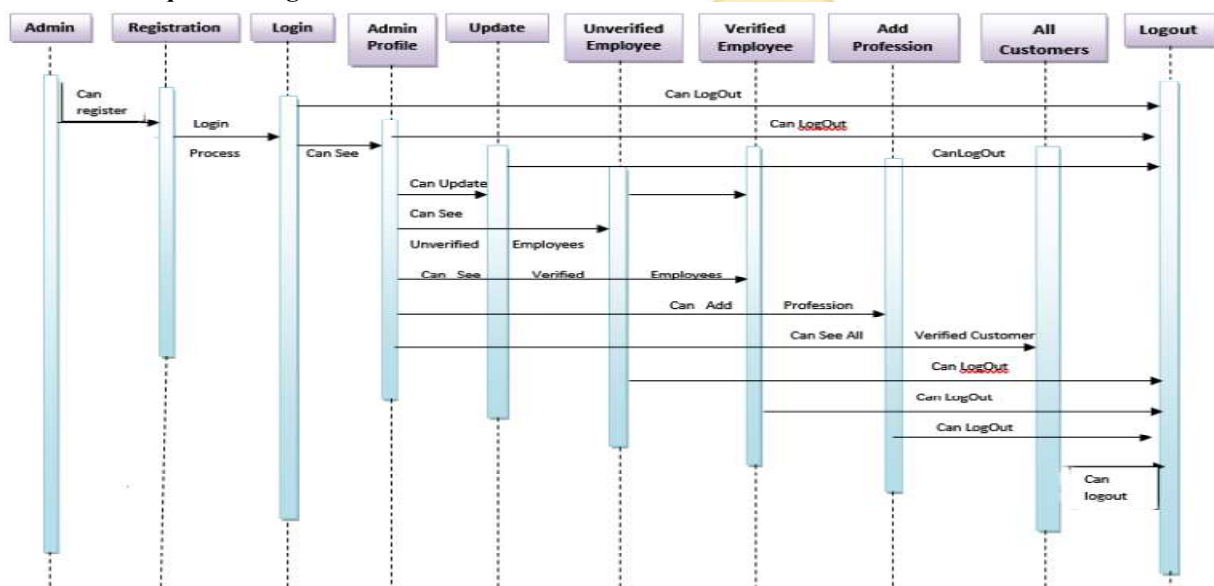 Admin
Registration
Login
Admin
Profile
Update
Unverified
Employee
Verified
Employee
Add
Profession
All
Customers
Logout
Can
register
Can LogOut
Login
Can LogOut
Process
Can See
CanLogOut
Can Update
Can See
Unverified Employees
Can See Verified Employees
Can Add Profession
Can See All Verified Customer
Can LogOut
Can LogOut
Can LogOut
Can
logout